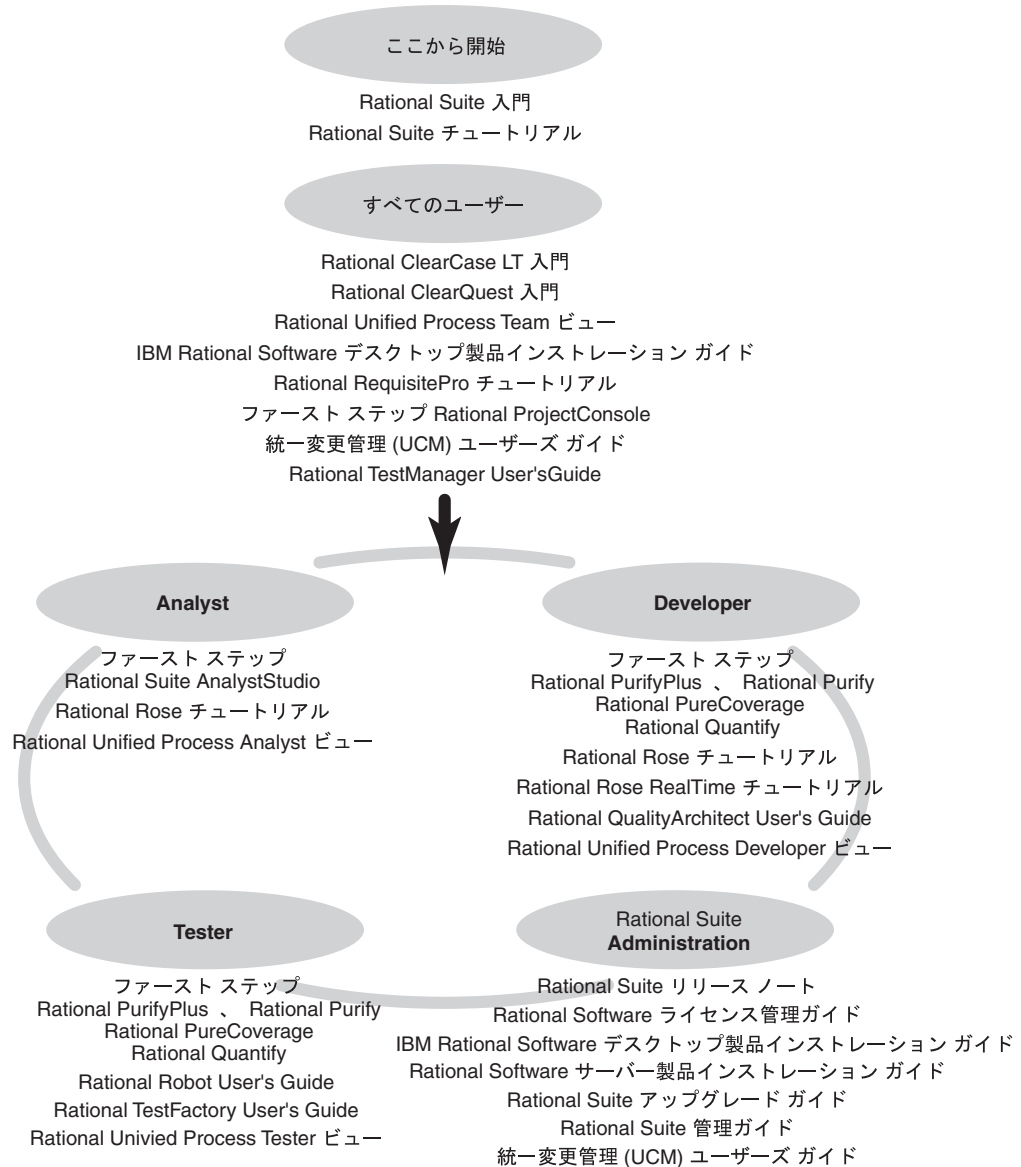 ここから開始
Rational Suite 入門
Rational Suite チュートリアル
すべてのユーザー
Rational ClearCase LT 入門
Rational ClearQuest 入門
Rational Unified Process Team ビュー
IBM Rational Software デスクトップ製品インストレーション ガイド
Rational RequisitePro チュートリアル
ファースト ステップ Rational ProjectConsole
統一変更管理 (UCM) ユーザーズ ガイド
Rational TestManager User'sGuide
Analyst
ファースト ステップ
Rational Suite AnalystStudio
Rational Rose チュートリアル
Rational Unified Process Analyst ビュー
Developer
ファースト ステップ
Rational PurifyPlus 、 Rational Purify
Rational PureCoverage
Rational Quantify
Rational Rose チュートリアル
Rational Rose RealTime チュートリアル
Rational QualityArchitect User's Guide
Rational Unified Process Developer ビュー
Tester
ファースト ステップ
Rational PurifyPlus 、 Rational Purify
Rational PureCoverage
Rational Quantify
Rational Robot User's Guide
Rational TestFactory User's Guide
Rational Univied Process Tester ビュー
Rational Suite
Administration
Rational Suite リリース ノート
Rational Software ライセンス管理ガイド
IBM Rational Software デスクトップ製品インストレーション ガイド
Rational Software サーバー製品インストレーション ガイド
Rational Suite アップグレード ガイド
Rational Suite 管理ガイド
統一変更管理 (UCM) ユーザーズ ガイド